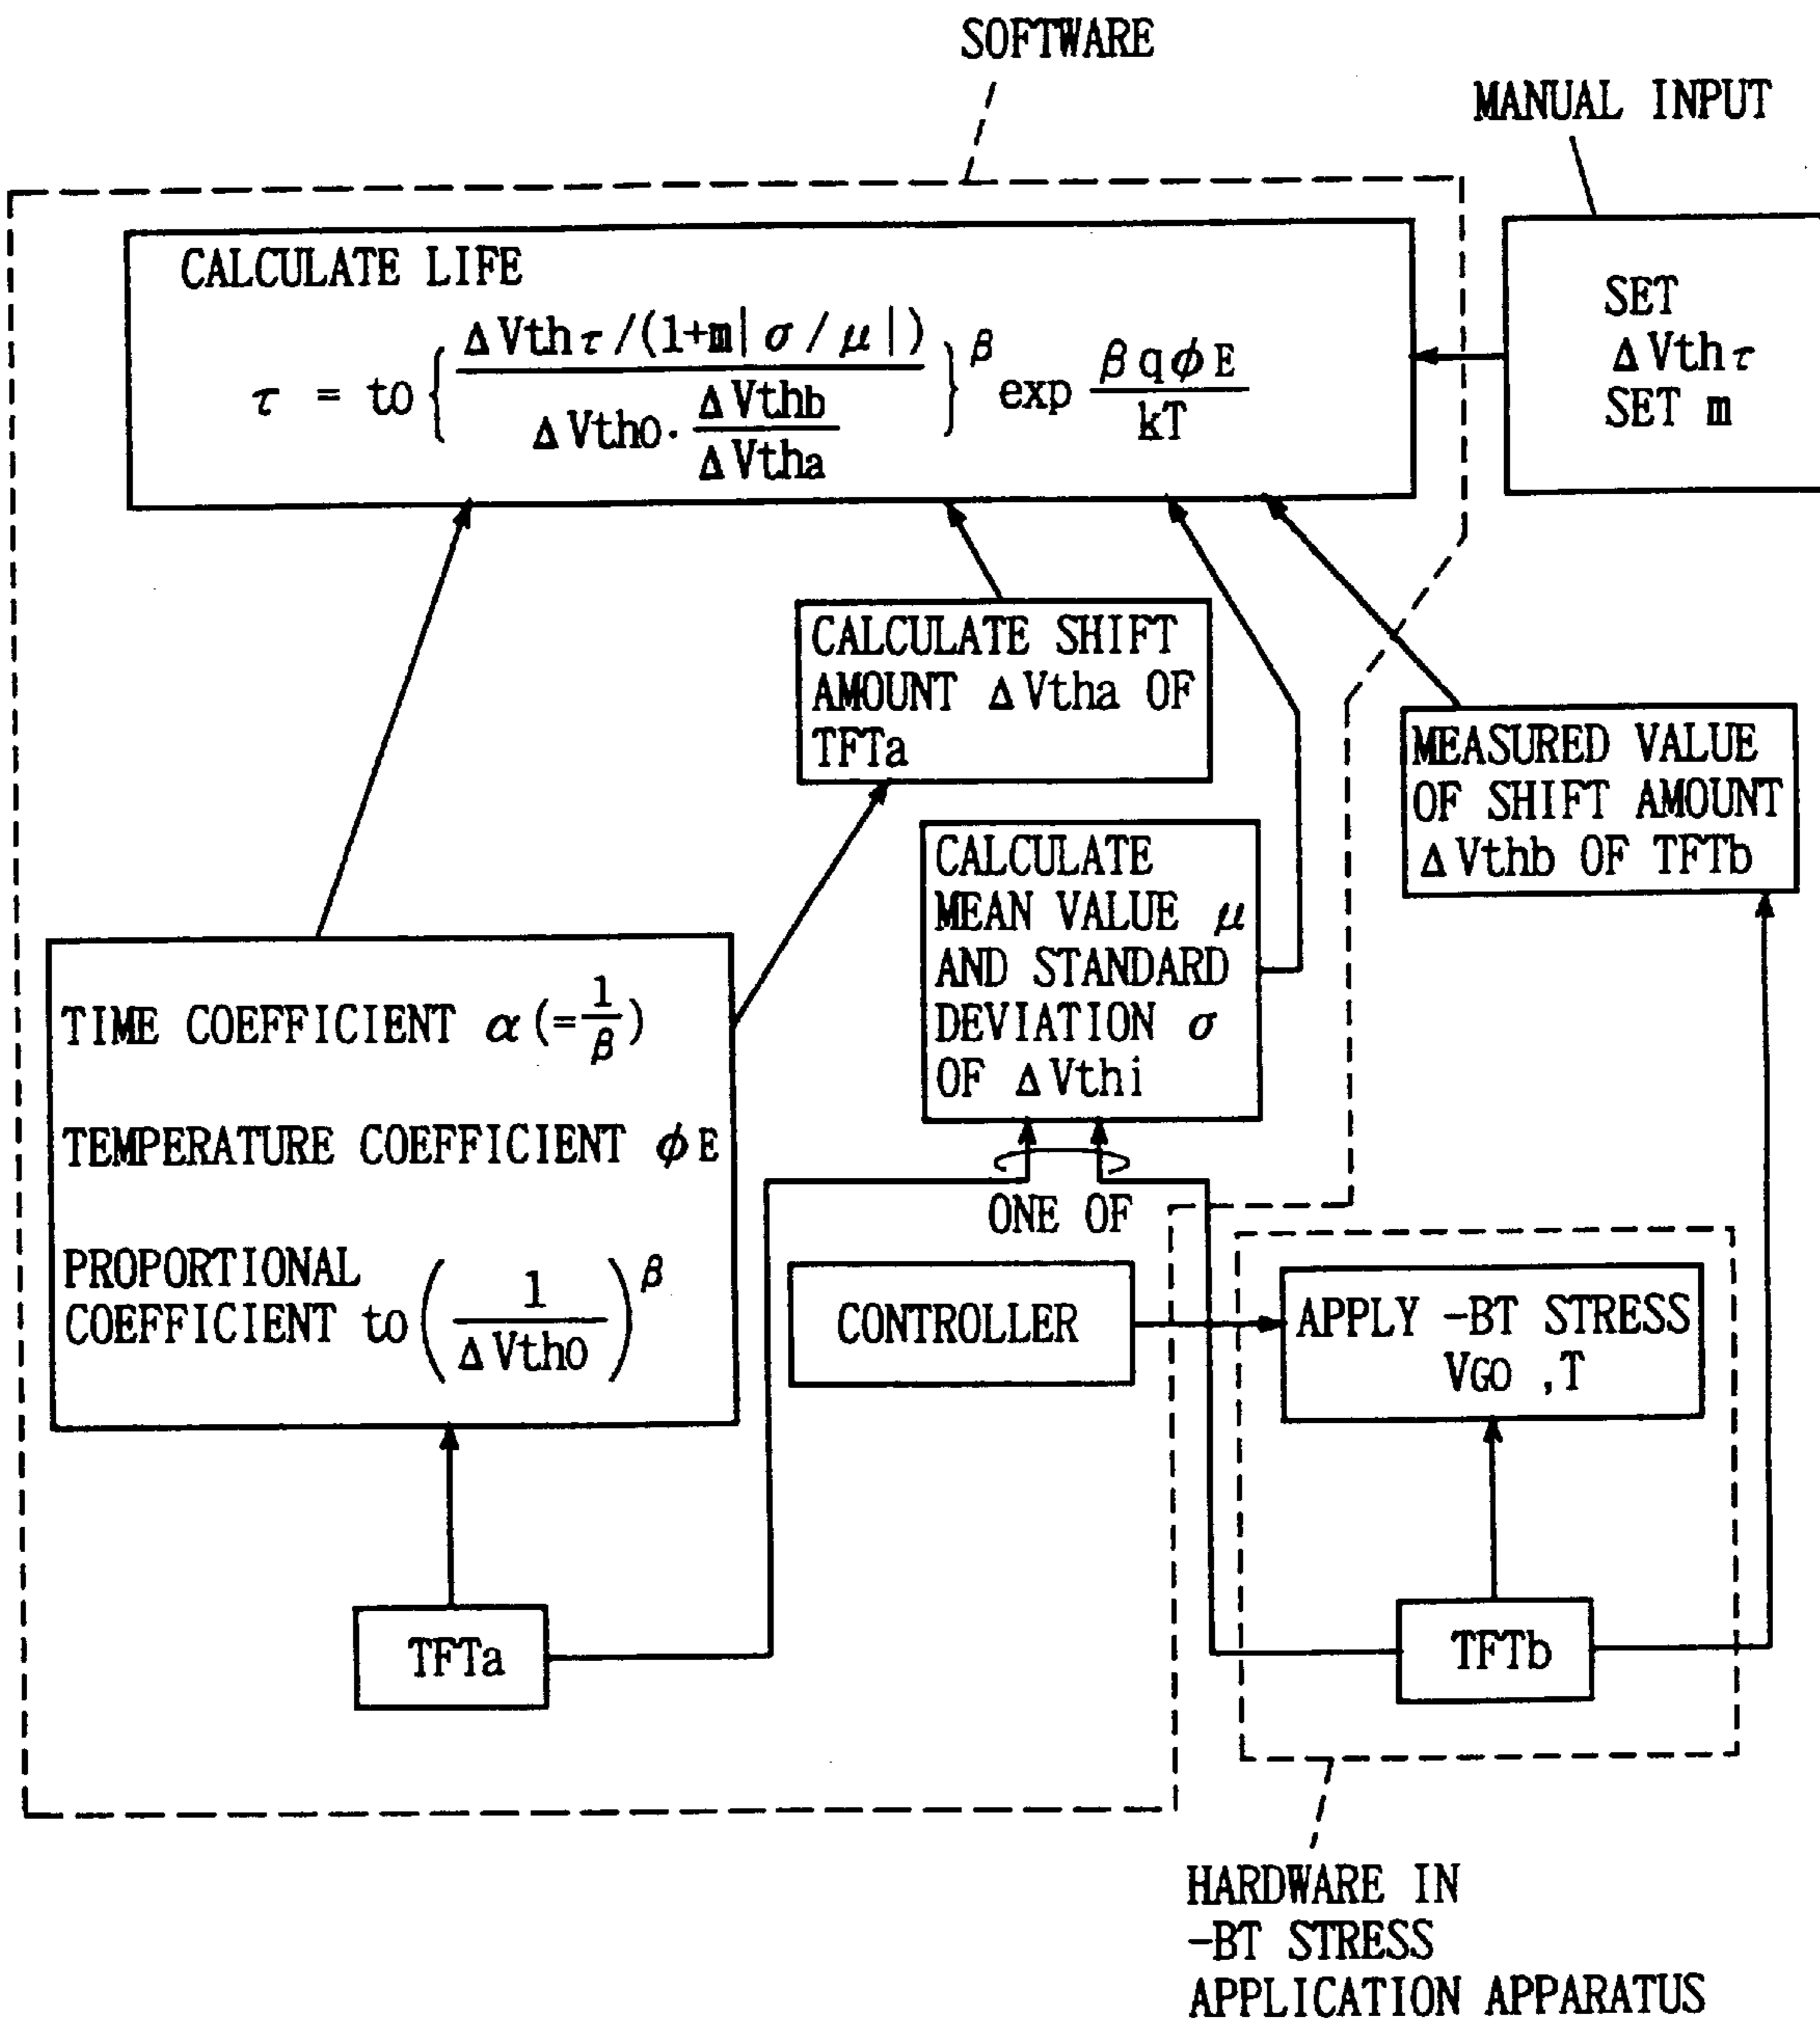 SOFTWARE
MANUAL INPUT
CALCULATE LIFE
τ = to { ΔVthτ/(1+m|σ/μ|) / ΔVth0·ΔVthb/ΔVtha }^β exp βqφE/kT
SET
ΔVthτ
SET m
CALCULATE SHIFT
AMOUNT ΔVtha OF
TFTa
MEASURED VALUE
OF SHIFT AMOUNT
ΔVthb OF TFTb
CALCULATE
MEAN VALUE μ
AND STANDARD
DEVIATION σ
OF ΔVthi
TIME COEFFICIENT α(=1/β)
TEMPERATURE COEFFICIENT φE
PROPORTIONAL
COEFFICIENT to(1/ΔVth0)^β
ONE OF
CONTROLLER
APPLY -BT STRESS
VGO ,T
TFTa
TFTb
HARDWARE IN
-BT STRESS
APPLICATION APPARATUS